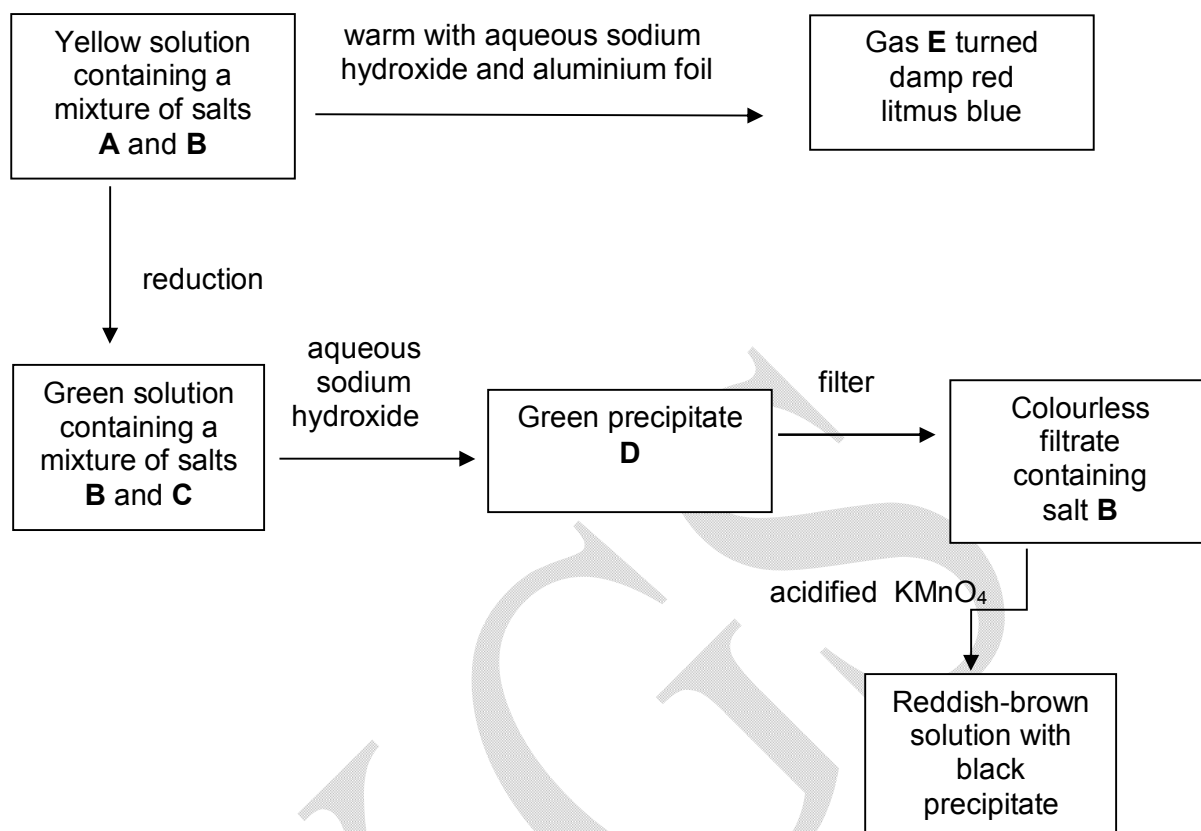 Yellow solution
containing a
mixture of salts
A and B
warm with aqueous sodium
hydroxide and aluminium foil
Gas E turned
damp red
litmus blue
reduction
Green solution
containing a
mixture of salts
B and C
aqueous
sodium
hydroxide
Green precipitate
D
filter
Colourless
filtrate
containing
salt B
acidified KMnO₄
Reddish-brown
solution with
black
precipitate